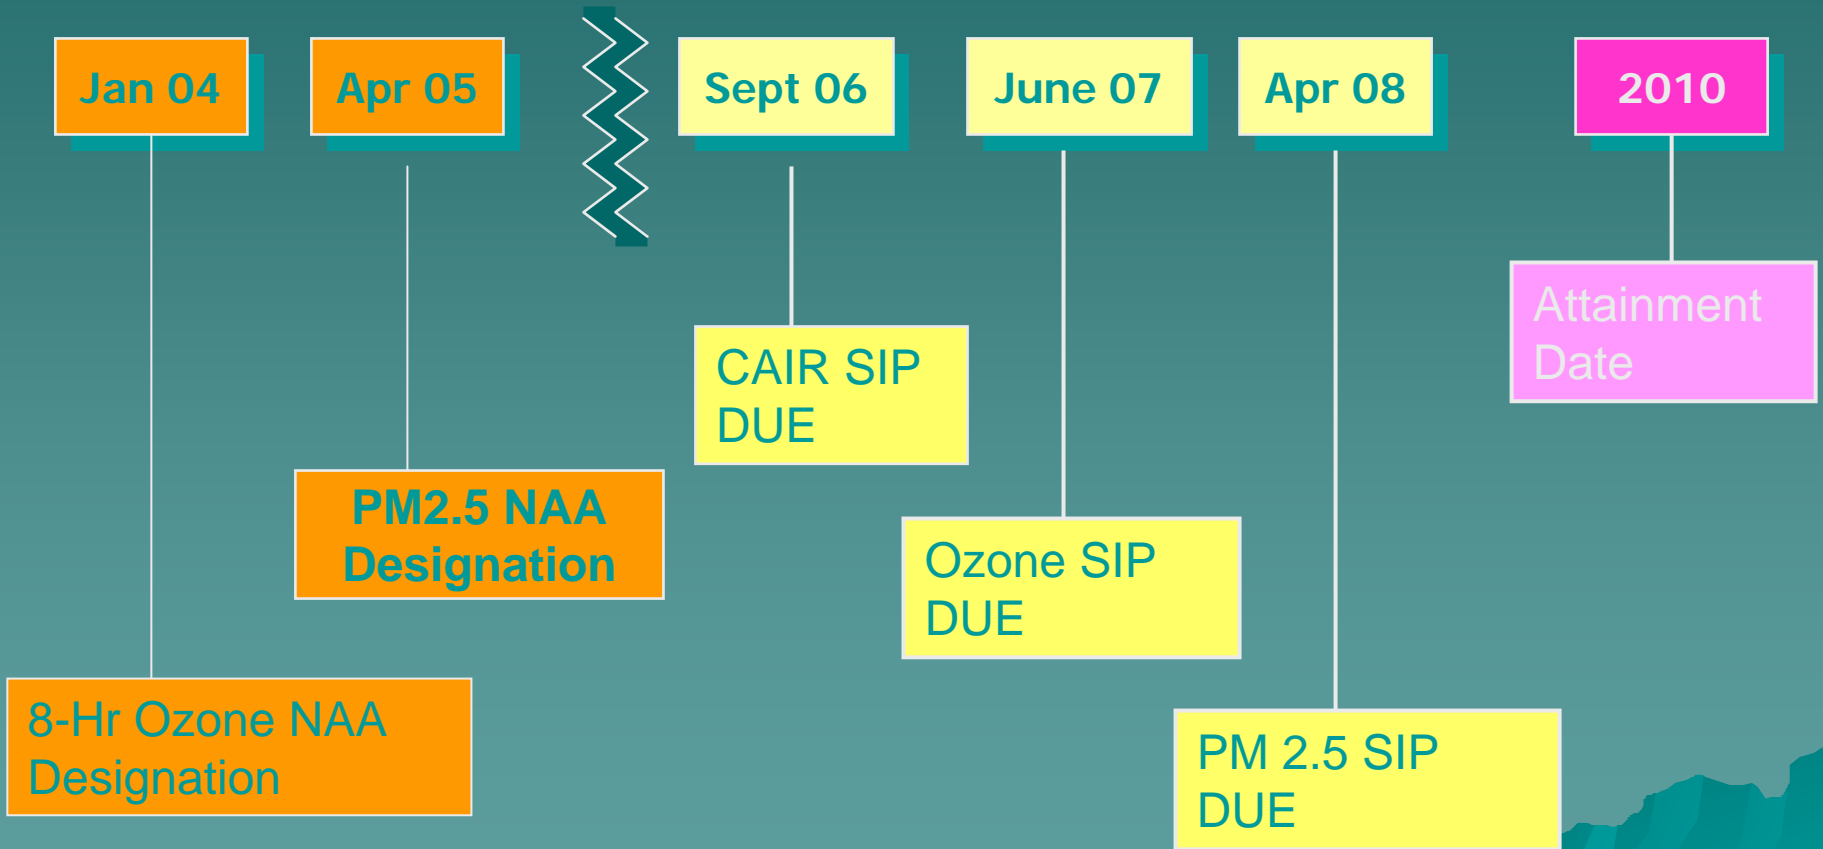 Jan 04
Apr 05
Sept 06
June 07
Apr 08
2010
Attainment
Date
CAIR SIP
DUE
PM2.5 NAA
Designation
Ozone SIP
DUE
8-Hr Ozone NAA
Designation
PM 2.5 SIP
DUE